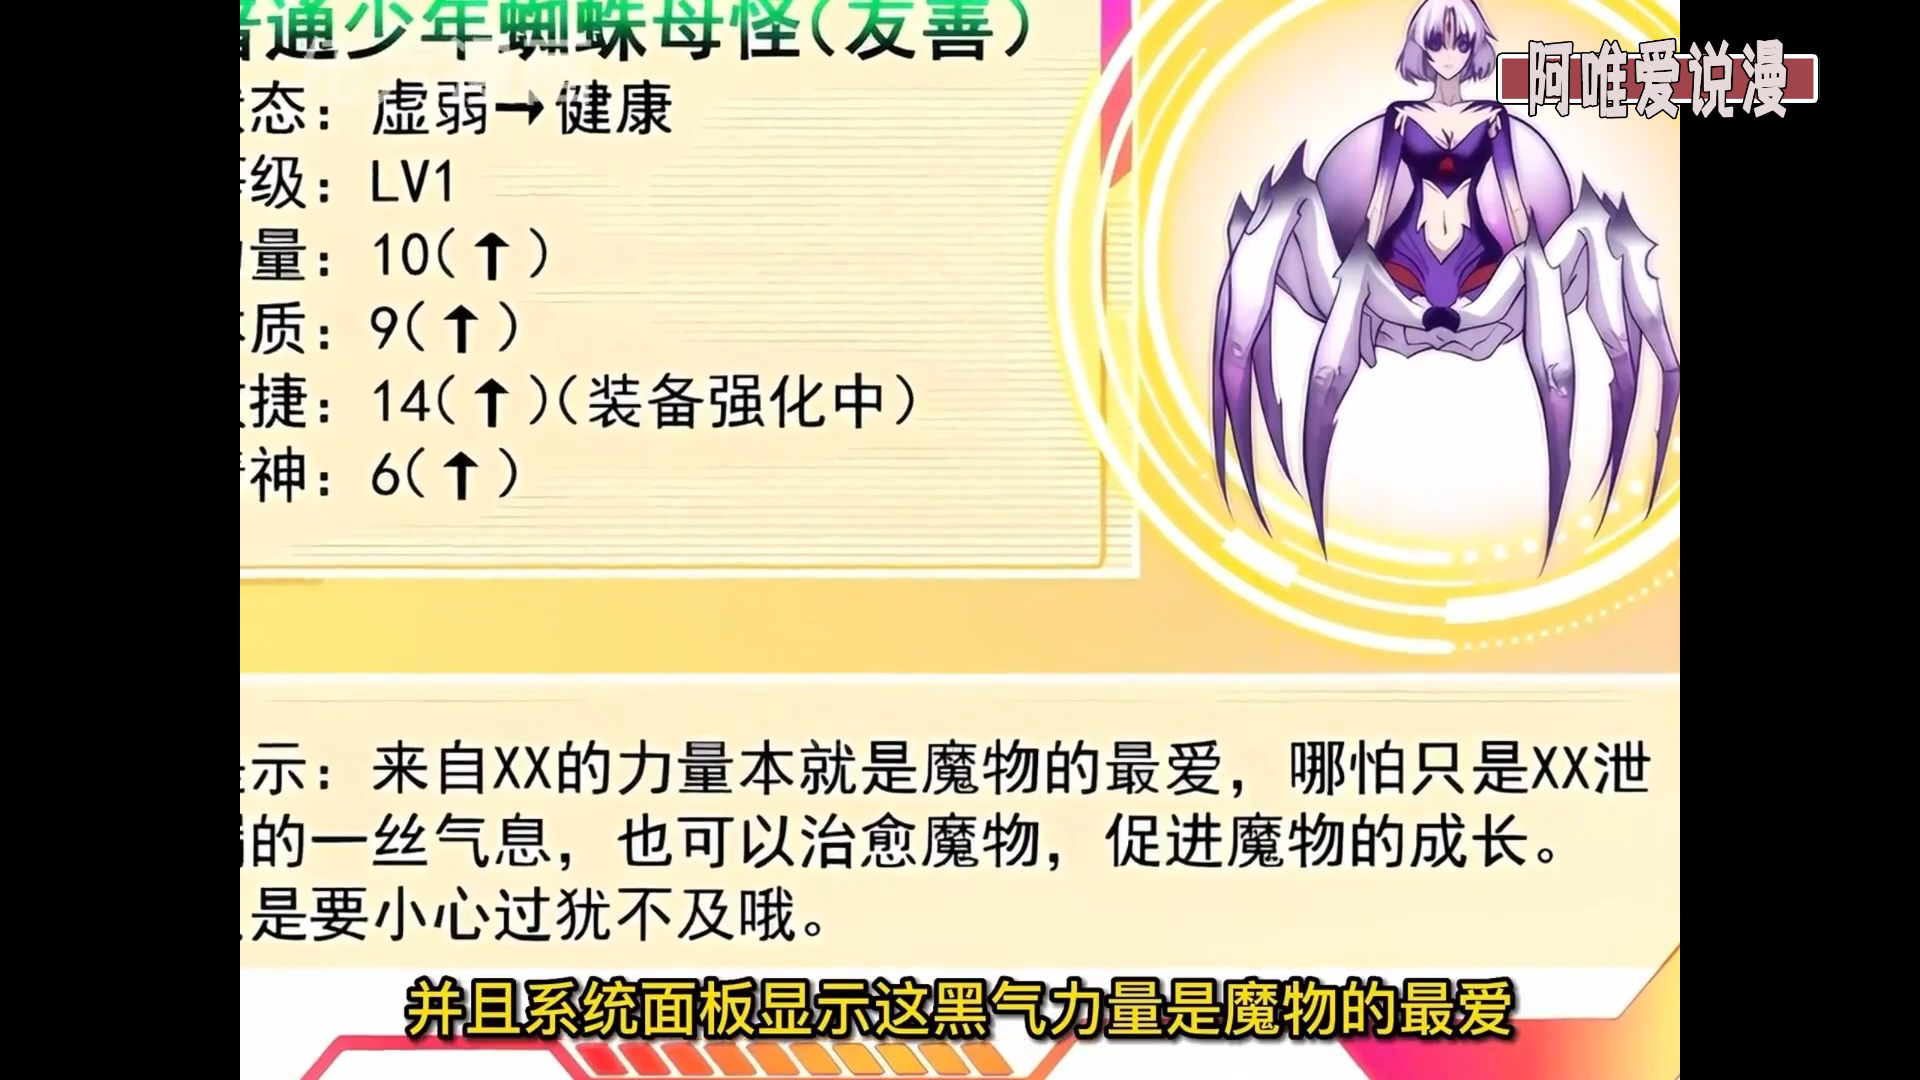 普通少年蜘蛛母怪（友善）
阿唯爱说漫
态：虚弱→健康
级：LV1
量：10（↑）
质：9（↑）
捷：14（↑）（装备强化中）
神：6（↑）
示：来自XX的力量本就是魔物的最爱，哪怕只是XX泄
的一丝气息，也可以治愈魔物，促进魔物的成长。
是要小心过犹不及哦。
并且系统面板显示这黑气力量是魔物的最爱